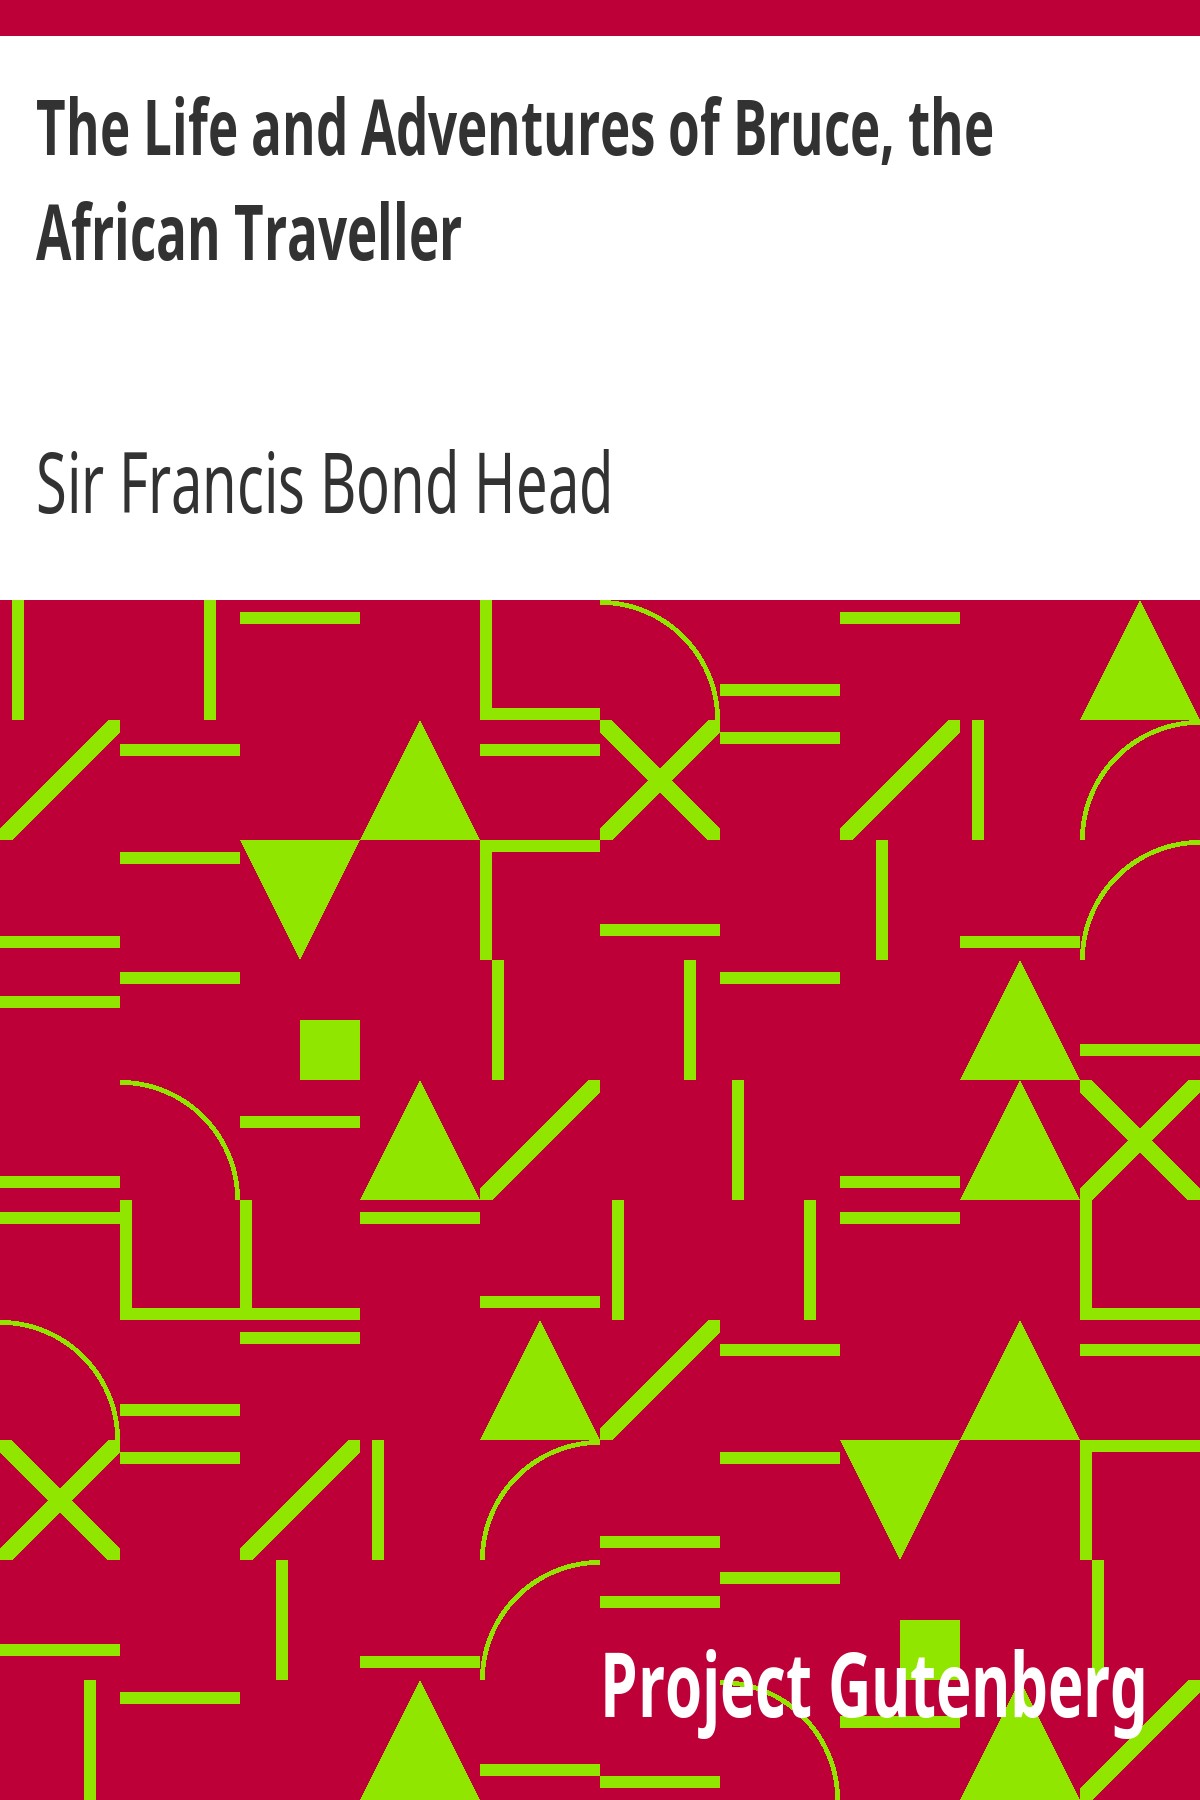 The Life and Adventures of Bruce, the
African Traveller
Sir Francis Bond Head
Project Gutenberg